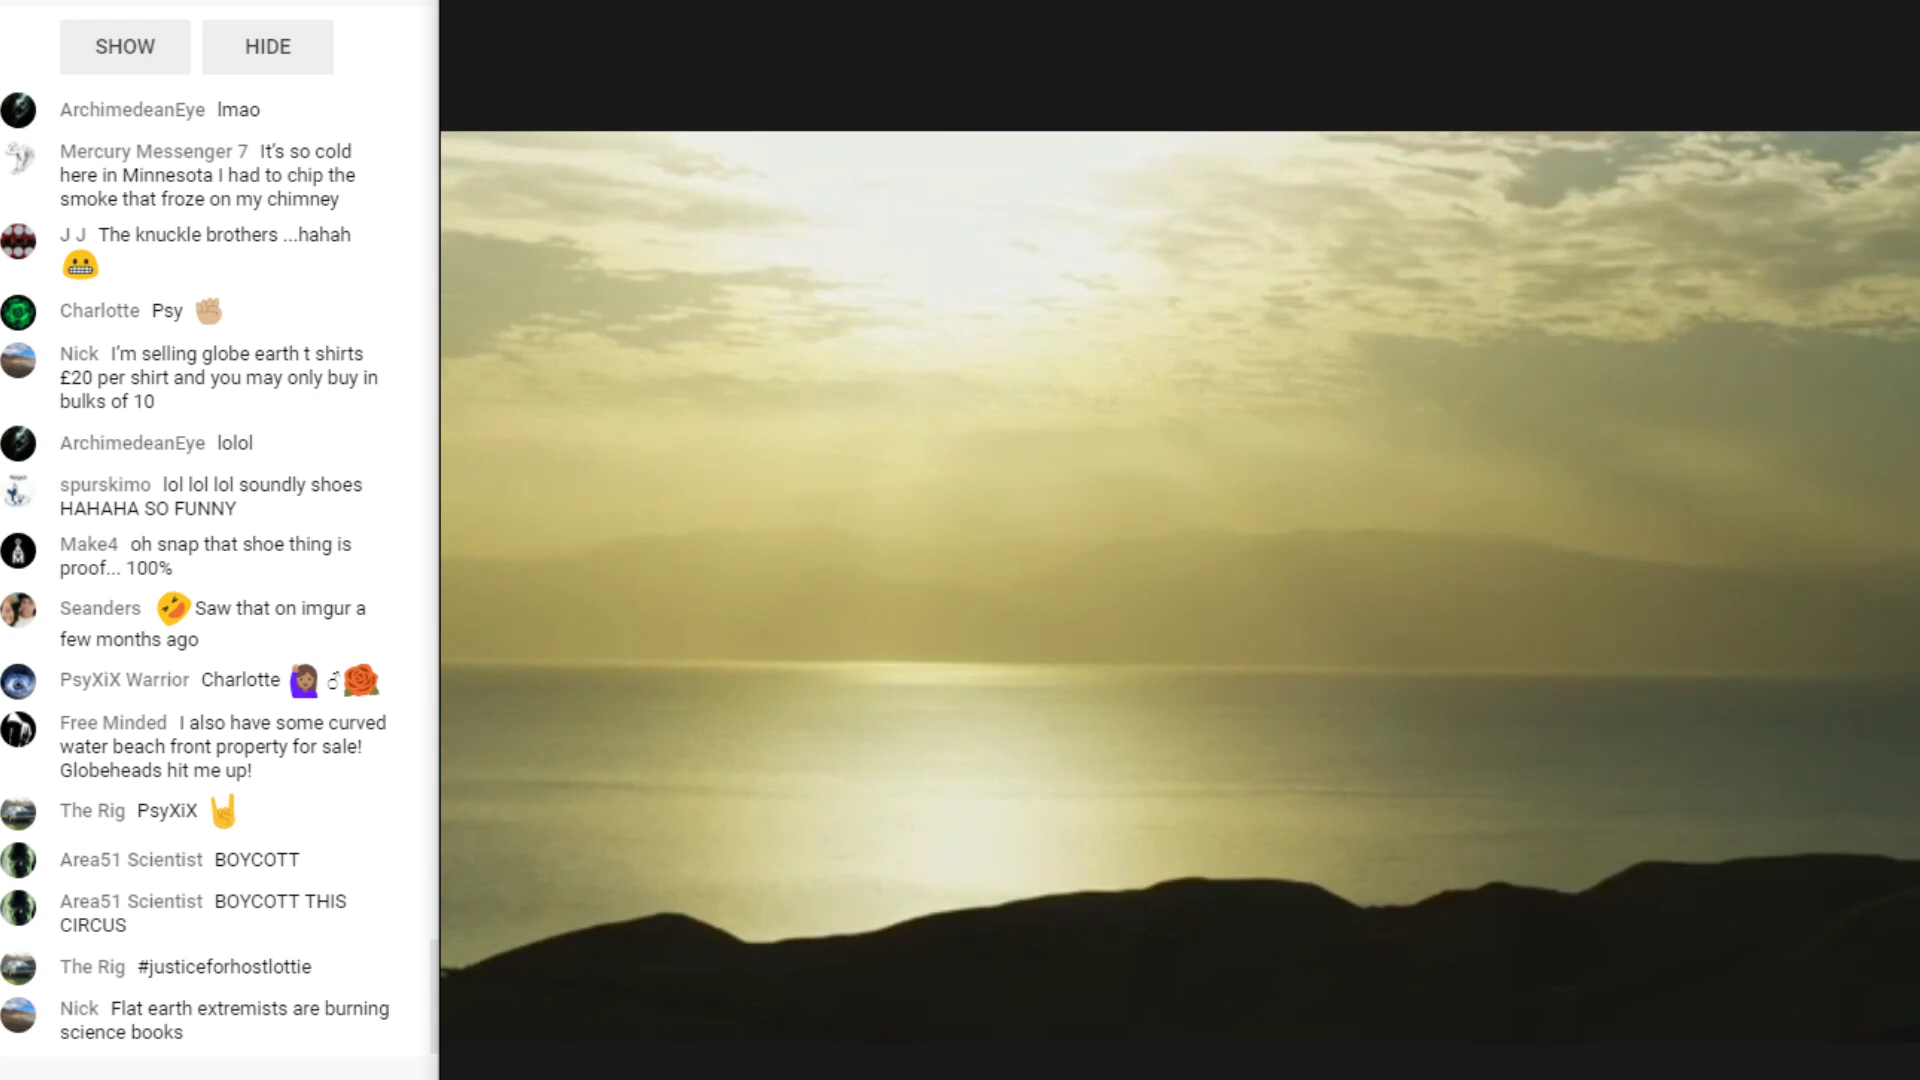 SHOW HIDE
ArchimedeanEye lmao
Mercury Messenger 7 It's so cold
here in Minnesota I had to chip the
smoke that froze on my chimney
J J The knuckle brothers ...hahah
Charlotte Psy
Nick I'm selling globe earth t shirts
£20 per shirt and you may only buy in
bulks of 10
ArchimedeanEye lolol
spurskimo lol lol lol soundly shoes
HAHAHA SO FUNNY
Make4 oh snap that shoe thing is
proof... 100%
Seanders Saw that on imgur a
few months ago
PsyXiX Warrior Charlotte
Free Minded I also have some curved
water beach front property for sale!
Globeheads hit me up!
The Rig PsyXiX
Area51 Scientist BOYCOTT
Area51 Scientist BOYCOTT THIS
CIRCUS
The Rig #justiceforhostlottie
Nick Flat earth extremists are burning
science books